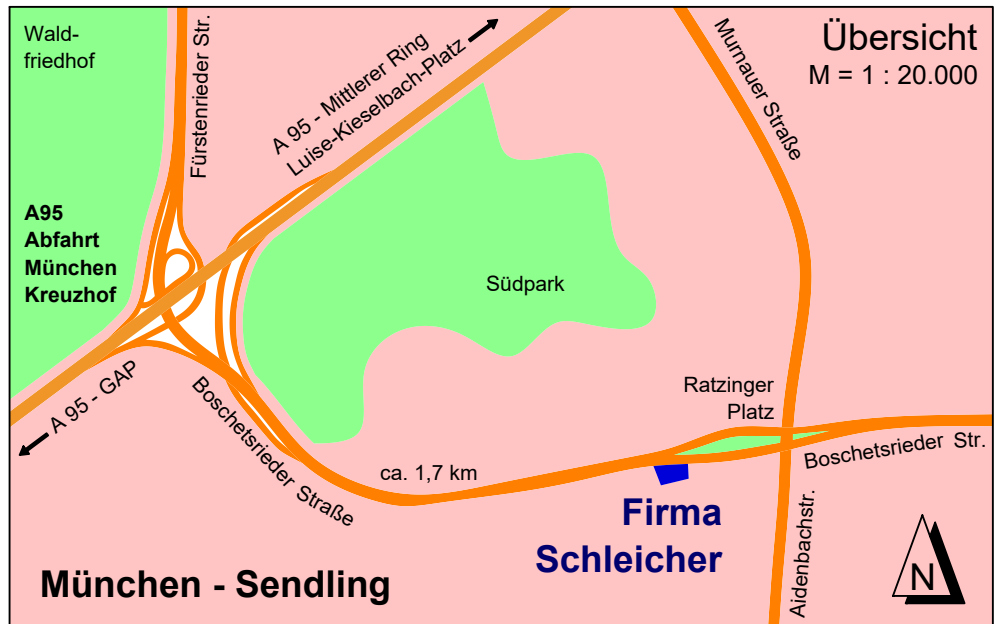 Wald-
friedhof
Fürstenrieder Str.
A 95 - Mittlerer Ring
Luise-Kieselbach-Platz
Murnauer Straße
Übersicht
M = 1 : 20.000
A95
Abfahrt
München
Kreuzhof
Südpark
A 95 - GAP
Boschetsrieder Straße
Ratzinger
Platz
Boschetsrieder Str.
ca. 1,7 km
Firma
Schleicher
Aidenbachstr.
München - Sendling
N